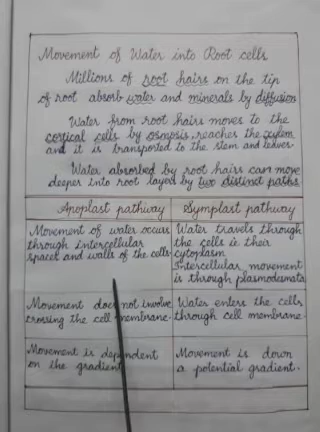 Movement of Water into Root cells
Millions of root hairs on the tip
of root absorb water and minerals by diffusion
Water from root hairs moves to the
cortical cells by osmosis, reaches the xylem
and it is transported to the stem and leaves
Water absorbed by root hairs can move
deeper into root layers by two distinct paths
Apoplast pathway
Symplast pathway
Movement of water occurs
through intercellular
spaces and walls of the cells
Water travels through
the cells ie their
cytoplasm
Intercellular movement
is through plasmodesmata
Movement does not involve
crossing the cell membrane.
Water enters the cells
through cell membrane.
Movement is dependent
on the gradient
Movement is down
a potential gradient.